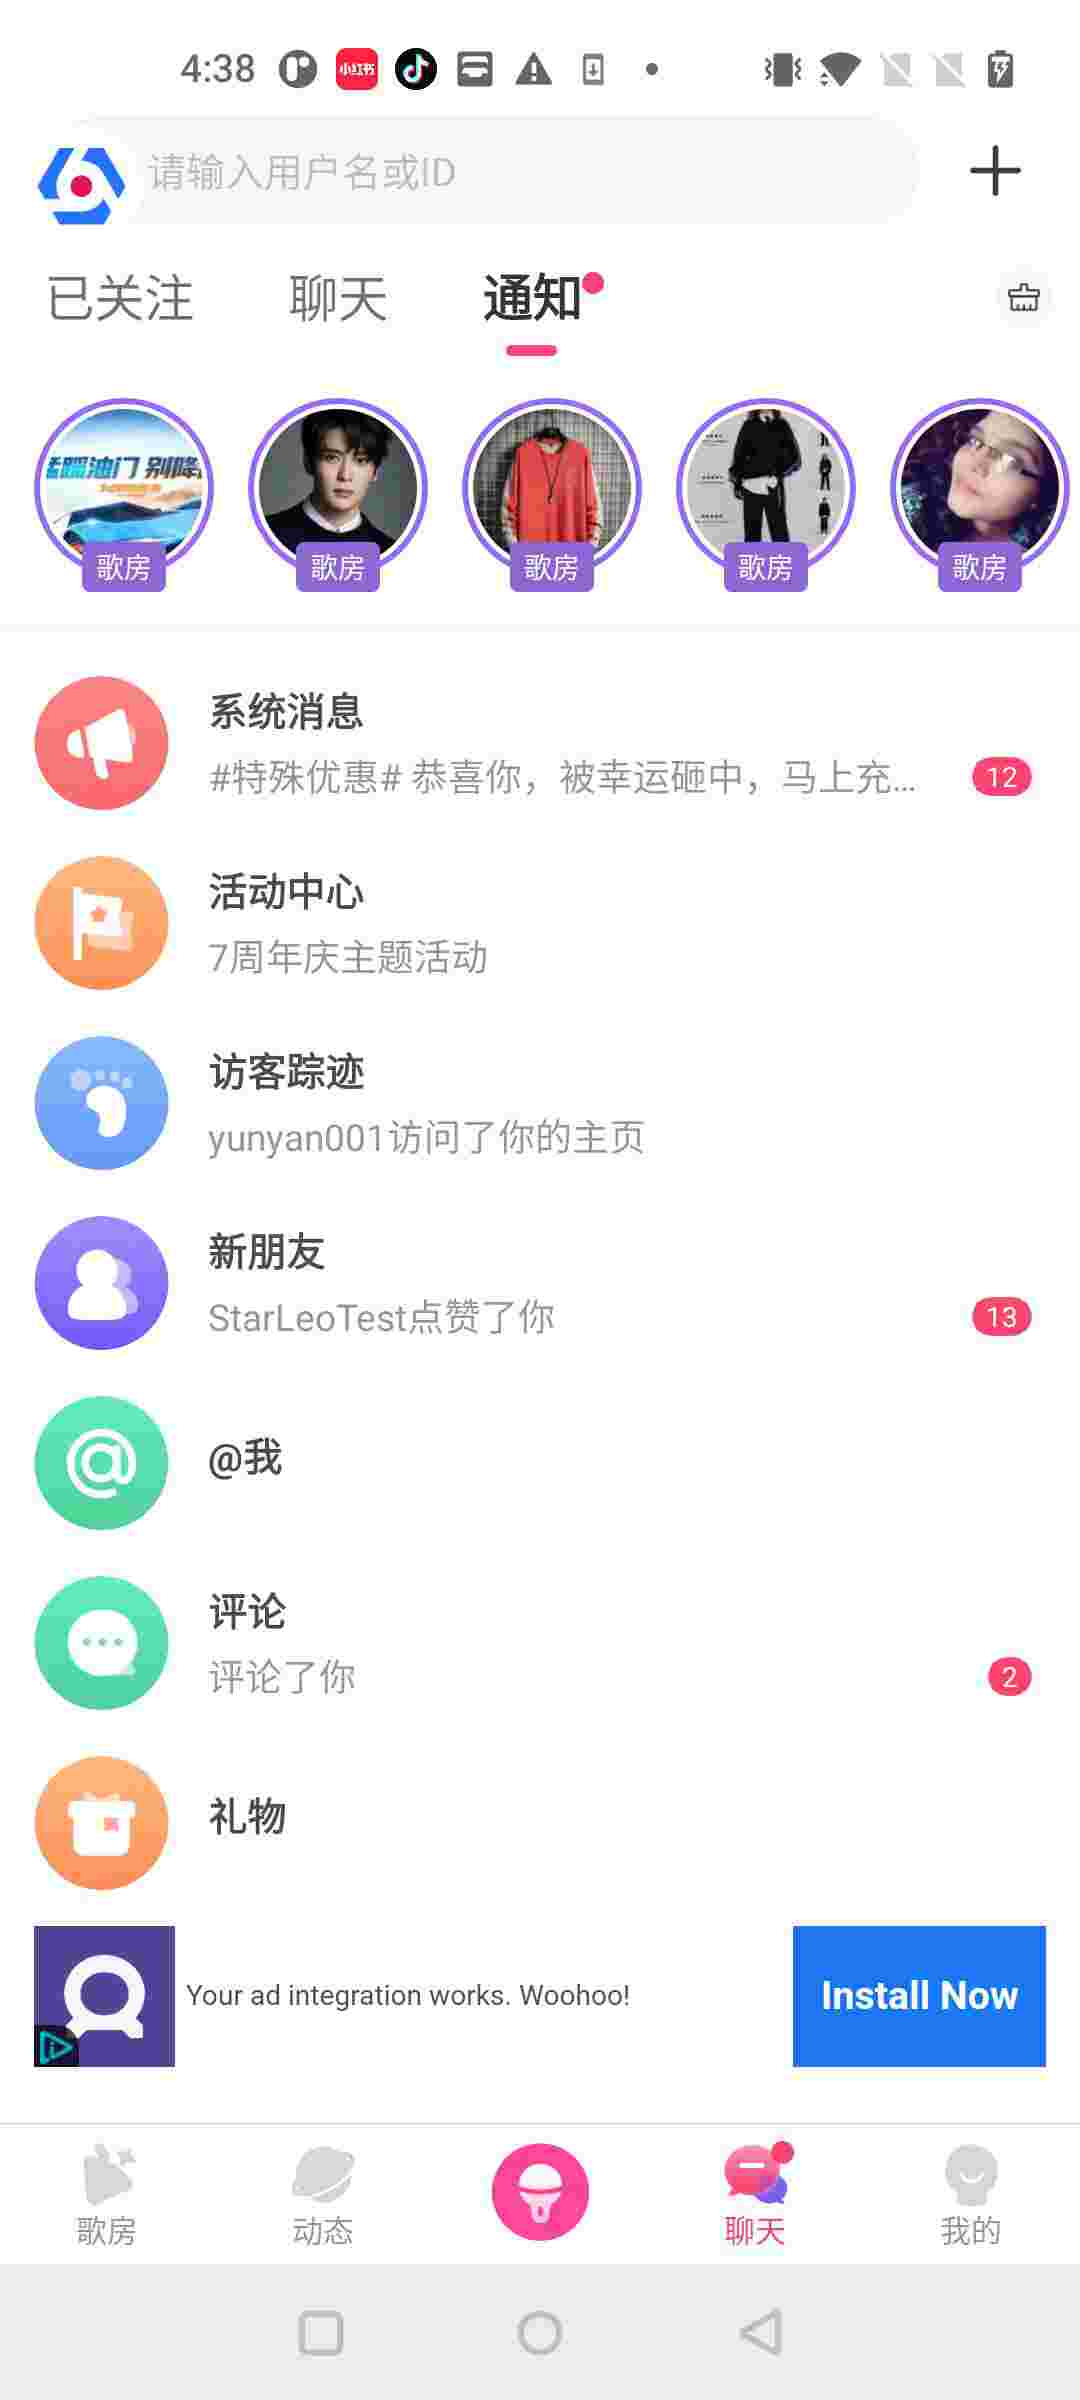 4:38
小红书
请输入用户名或ID
已关注
聊天
通知
猛踩油门 别降
歌房
歌房
歌房
歌房
歌房
系统消息
#特殊优惠# 恭喜你，被幸运砸中，马上充...
12
活动中心
7周年庆主题活动
访客踪迹
yunyan001访问了你的主页
新朋友
StarLeoTest点赞了你
13
@我
评论
评论了你
2
礼物
Your ad integration works. Woohoo!
Install Now
歌房
动态
聊天
我的